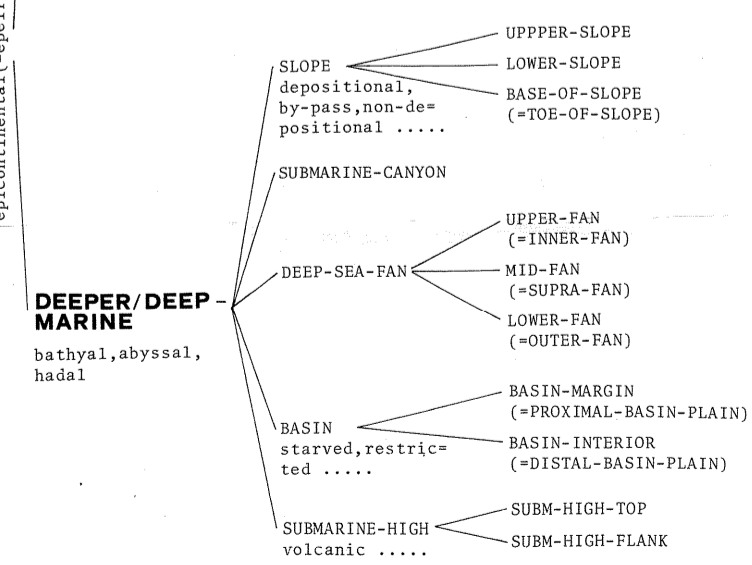 UPPPER-SLOPE
SLOPE
LOWER-SLOPE
depositional,
by-pass,non-de=
positional .....
BASE-OF-SLOPE
(=TOE-OF-SLOPE)
SUBMARINE-CANYON
UPPER-FAN
(=INNER-FAN)
DEEP-SEA-FAN
MID-FAN
(=SUPRA-FAN)
LOWER-FAN
(=OUTER-FAN)
DEEPER/DEEP -
MARINE
bathyal,abyssal,
hadal
BASIN-MARGIN
(=PROXIMAL-BASIN-PLAIN)
BASIN
starved,restric=
ted .....
BASIN-INTERIOR
(=DISTAL-BASIN-PLAIN)
SUBM-HIGH-TOP
SUBMARINE-HIGH
volcanic .....
SUBM-HIGH-FLANK